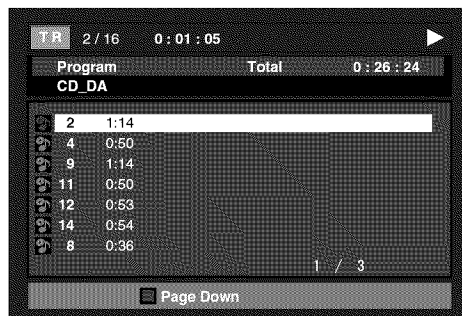 TR 2 / 16 0 : 01 : 05
Program Total 0 : 26 : 24
CD_DA
2 1:14
4 0:50
9 1:14
11 0:50
12 0:53
14 0:54
8 0:36
1 / 3
Page Down